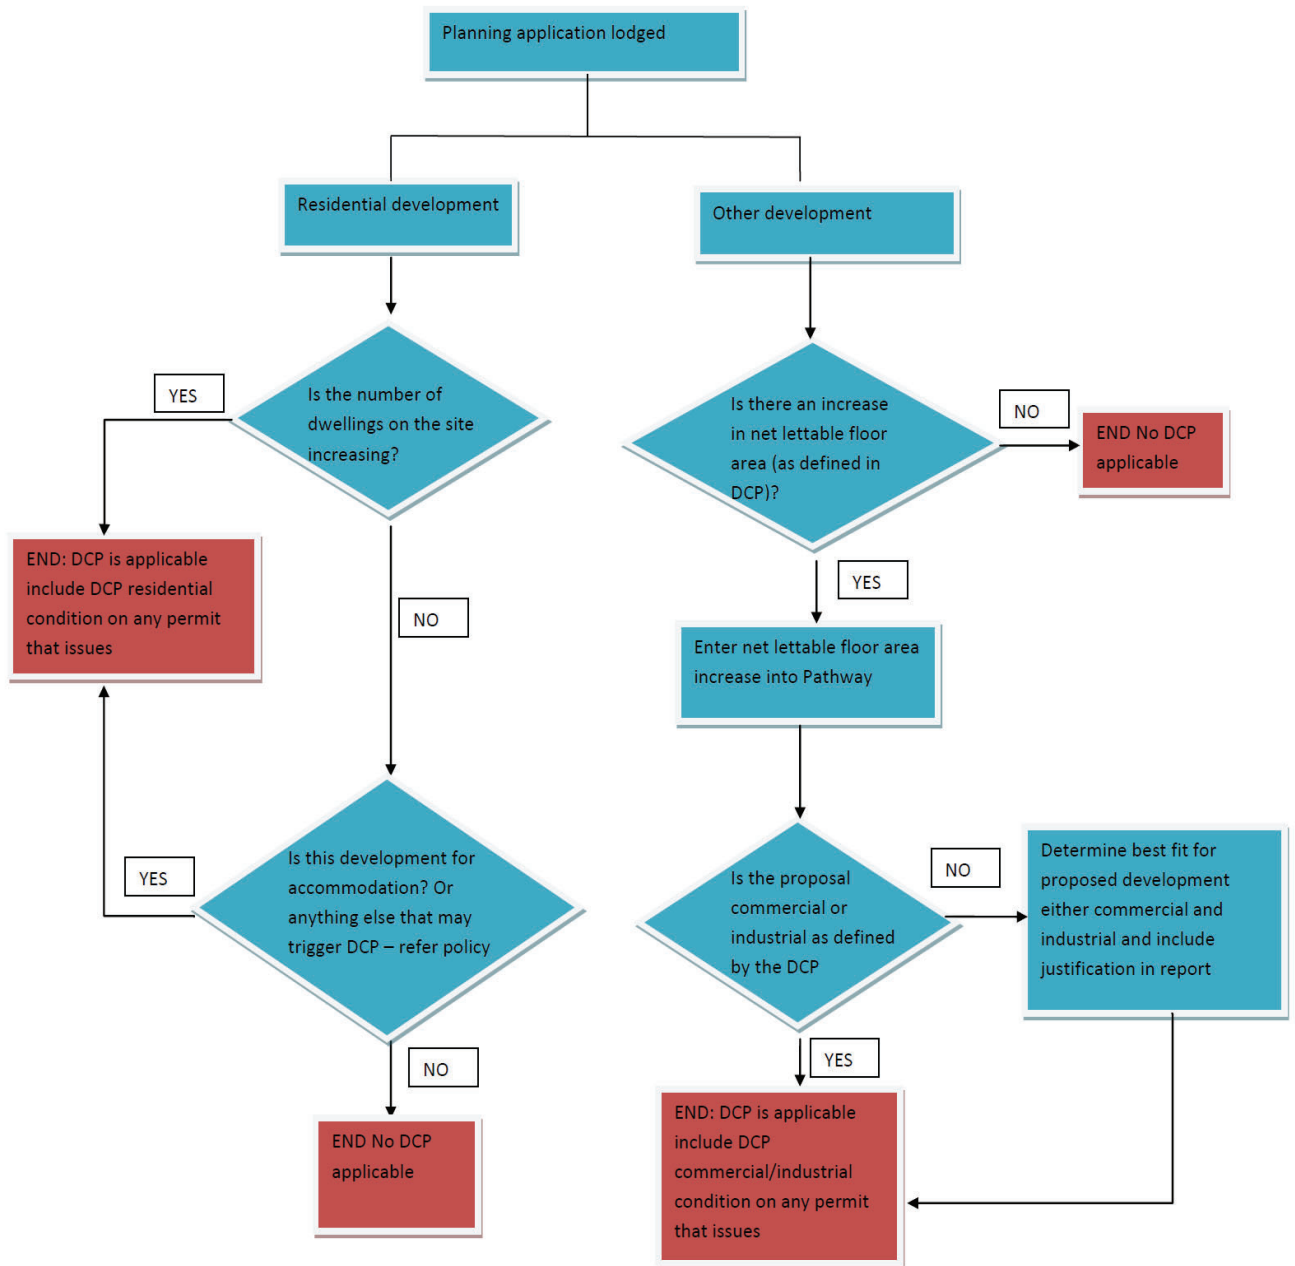 Planning application lodged
Residential development
Other development
YES
Is the number of
dwellings on the site
increasing?
Is there an increase
in net lettable floor
area (as defined in
DCP)?
NO
END No DCP
applicable
END: DCP is applicable
include DCP residential
condition on any permit
that issues
NO
YES
Enter net lettable floor area
increase into Pathway
YES
Is this development for
accommodation? Or
anything else that may
trigger DCP – refer policy
Is the proposal
commercial or
industrial as defined
by the DCP
NO
Determine best fit for
proposed development
either commercial and
industrial and include
justification in report
NO
YES
END No DCP
applicable
END: DCP is applicable
include DCP
commercial/industrial
condition on any permit
that issues